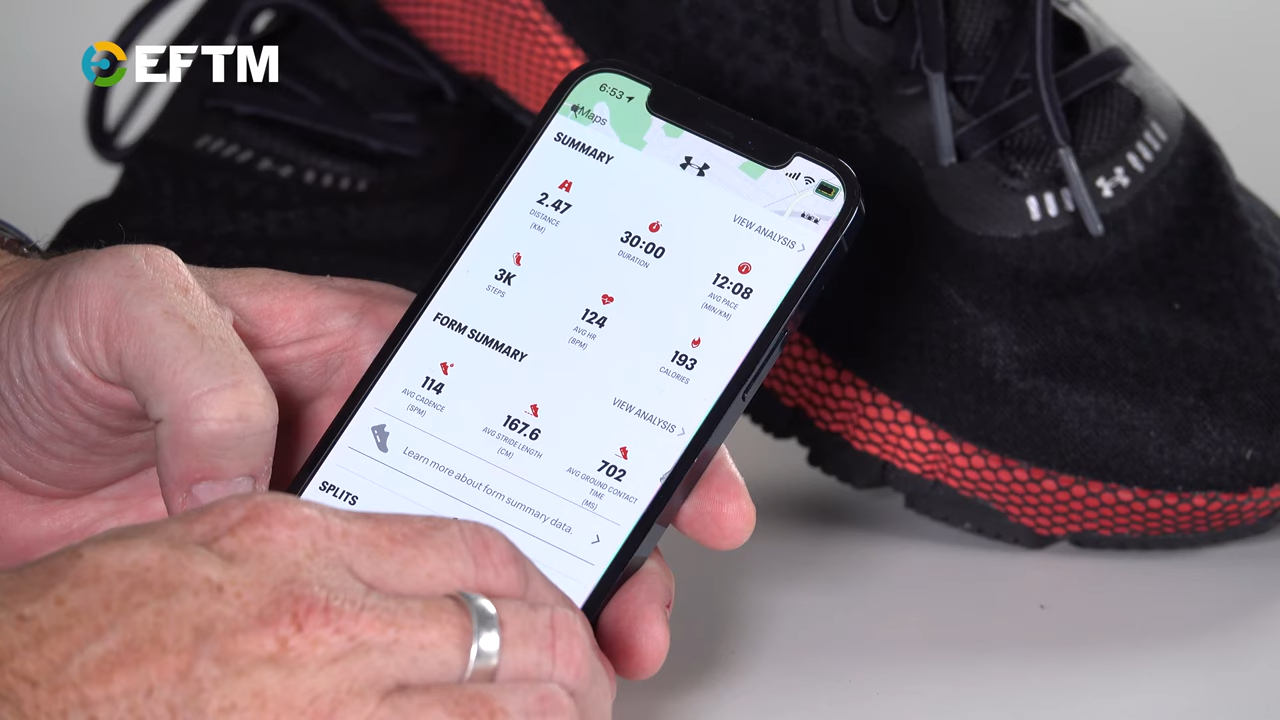 EFTM
6:53
Maps
SUMMARY
VIEW ANALYSIS
2.47
DISTANCE
(KM)
30:00
DURATION
12:08
AVG PACE
(MIN/KM)
3K
STEPS
124
AVG HR
(BPM)
193
CALORIES
FORM SUMMARY
VIEW ANALYSIS
114
AVG CADENCE
(SPM)
167.6
AVG STRIDE LENGTH
(CM)
702
AVG GROUND CONTACT
TIME
(MS)
Learn more about form summary data.
SPLITS